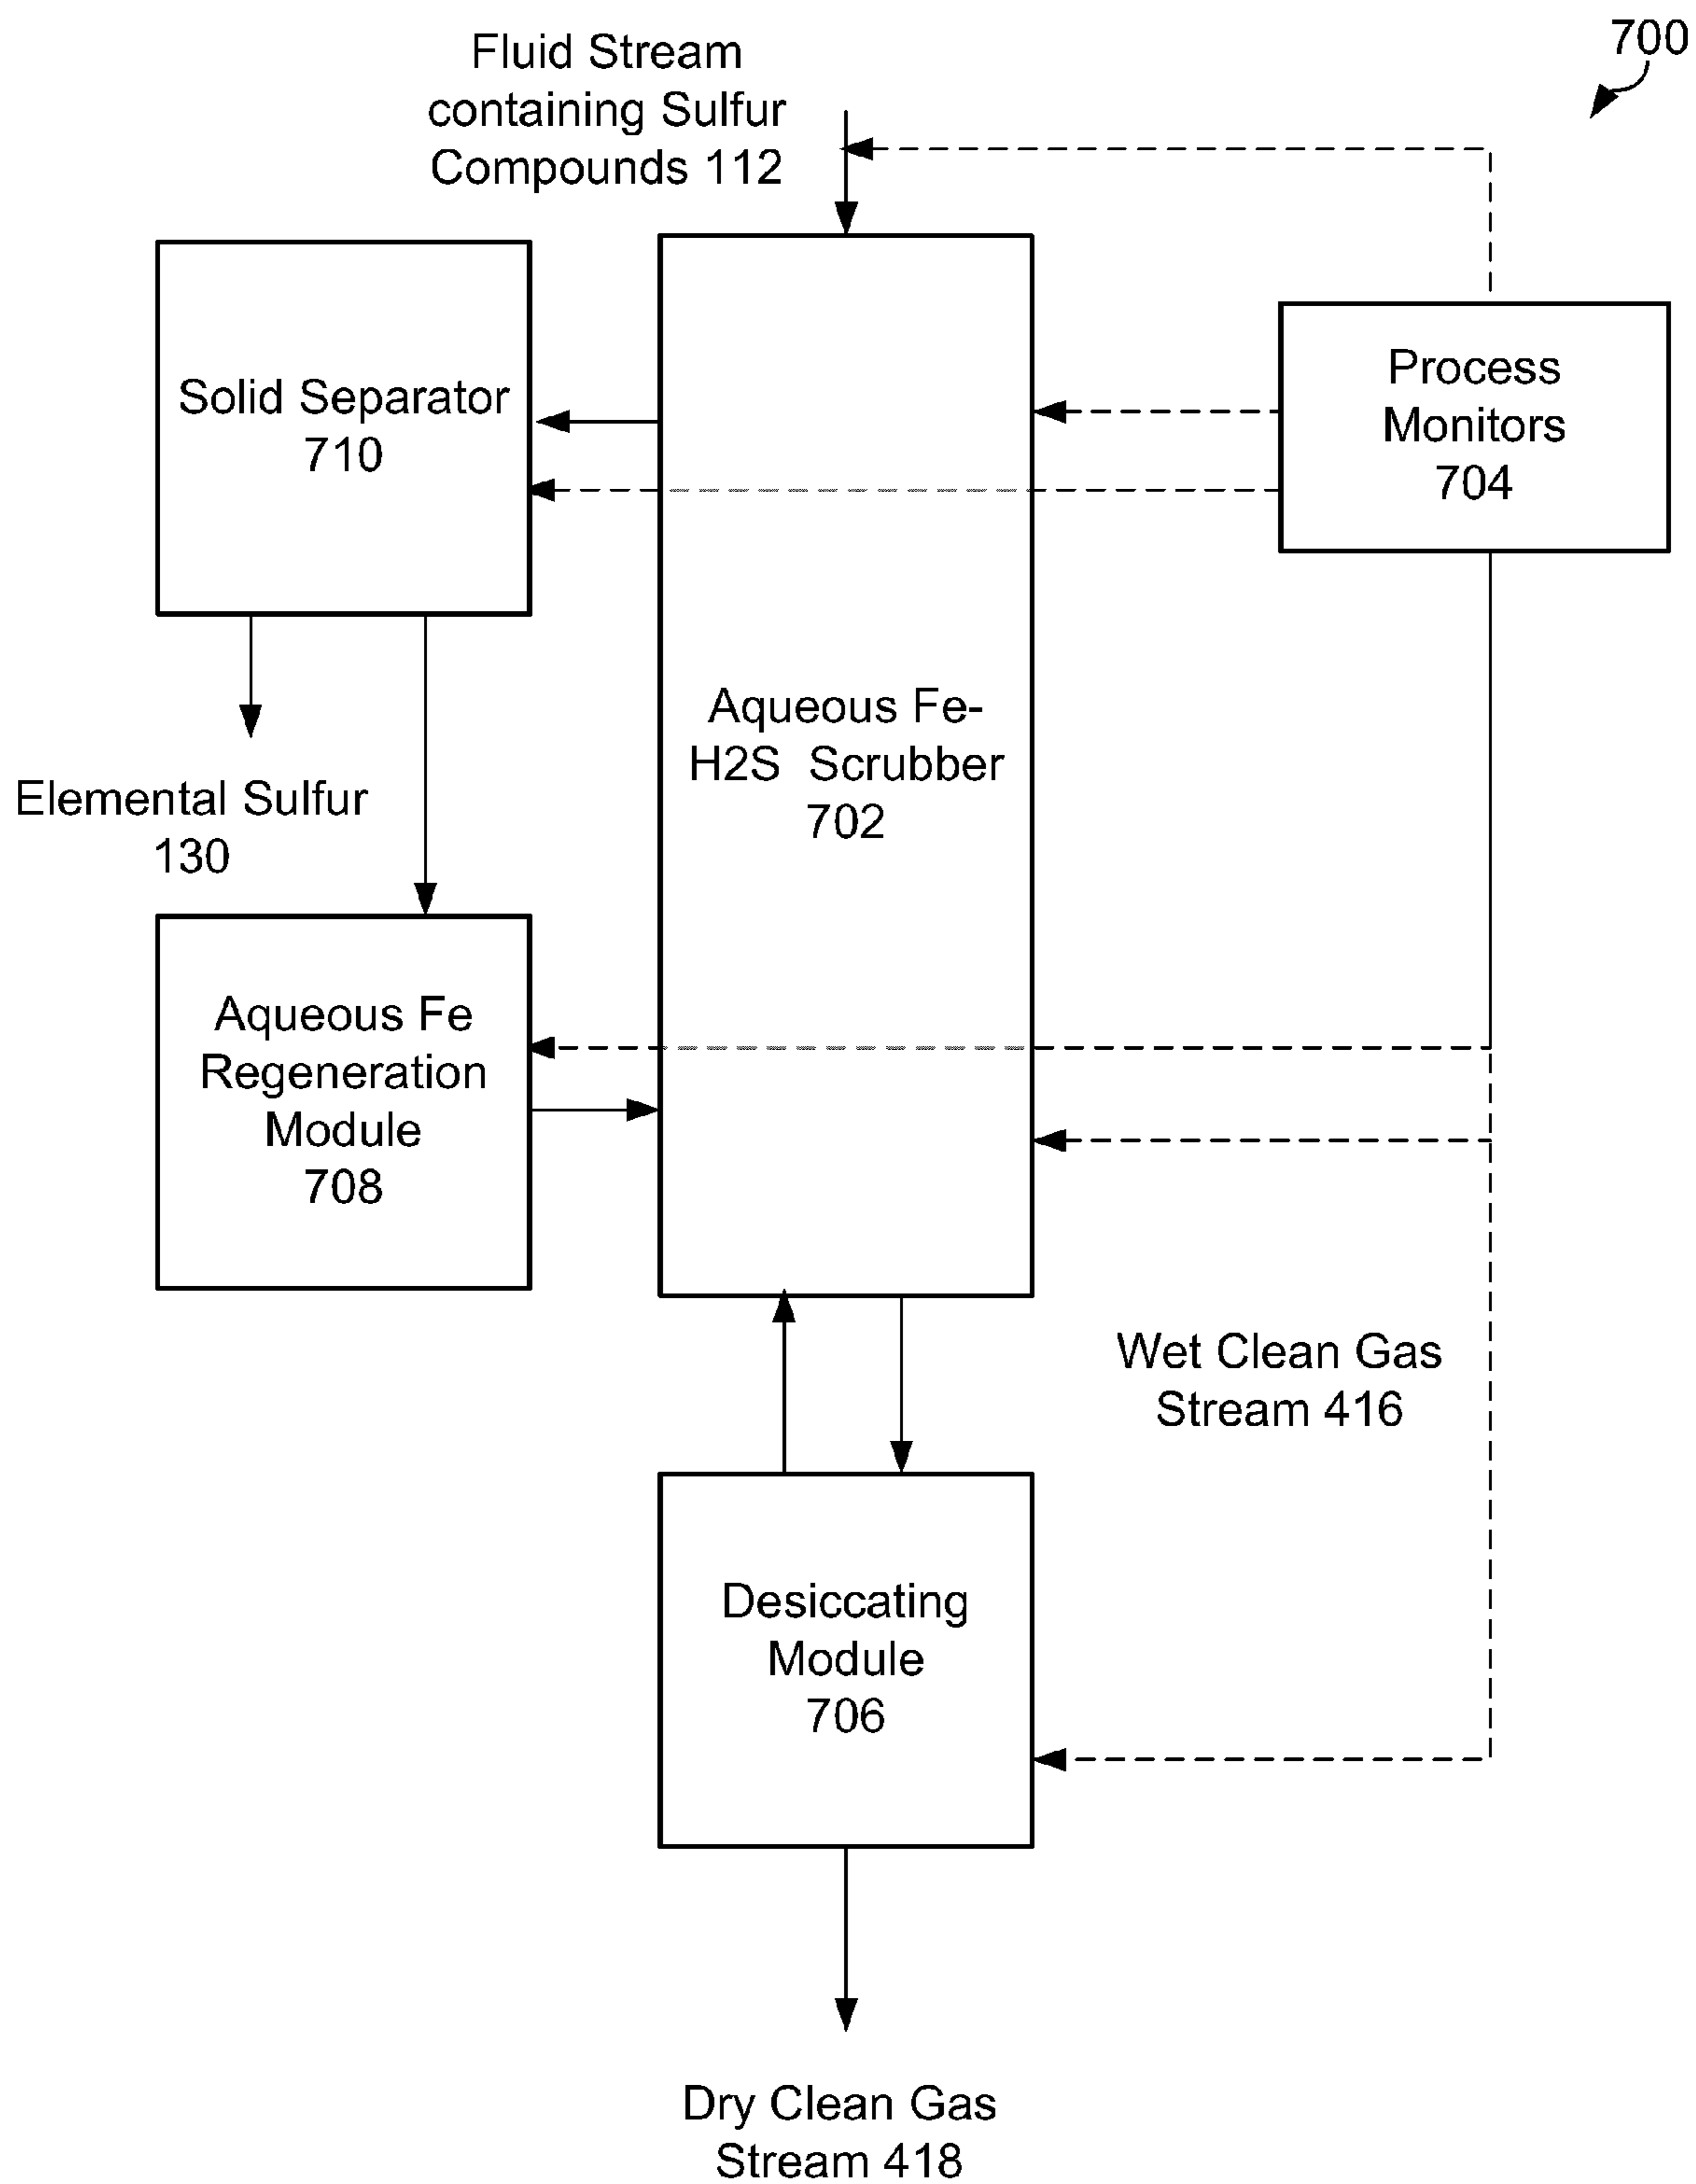 700
Fluid Stream
containing Sulfur
Compounds 112
Solid Separator
710
Process
Monitors
704
Aqueous Fe-
H2S Scrubber
702
Elemental Sulfur
130
Aqueous Fe
Regeneration
Module
708
Wet Clean Gas
Stream 416
Desiccating
Module
706
Dry Clean Gas
Stream 418